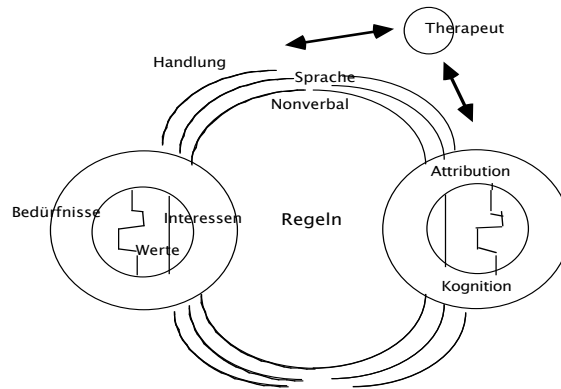 Therapeut
Handlung
Sprache
Nonverbal
Attribution
Bedürfnisse
Interessen
Regeln
Werte
Kognition